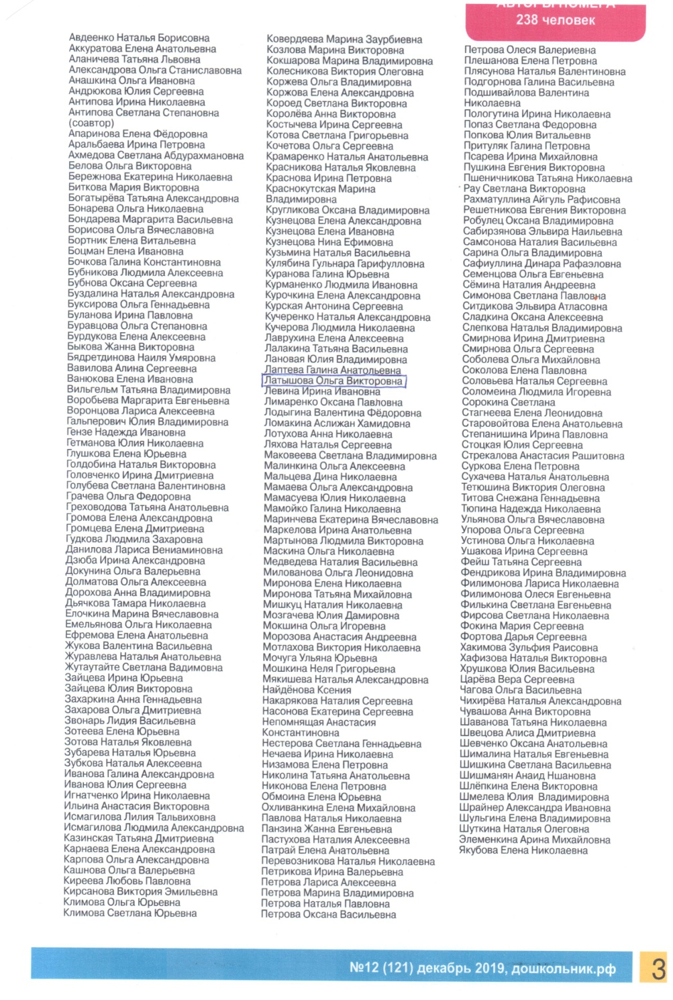 АВТОРЫ НОМЕРА
238 человек
Авдеенко Наталья Борисовна
Аккуратова Елена Анатольевна
Аланичева Татьяна Львовна
Александрова Ольга Станиславовна
Анашкина Ольга Ивановна
Андрюкова Юлия Сергеевна
Антипова Ирина Николаевна
Антипова Светлана Степановна
(соавтор)
Апаринова Елена Фёдоровна
Аральбаева Ирина Петровна
Ахмедова Светлана Абдурахмановна
Белова Ольга Викторовна
Бережнова Екатерина Николаевна
Биткова Мария Викторовна
Богатырёва Татьяна Александровна
Бонарева Ольга Николаевна
Бондарева Маргарита Васильевна
Борисова Ольга Вячеславовна
Бортник Елена Витальевна
Боцман Елена Ивановна
Бочкова Галина Константиновна
Бубникова Людмила Алексеевна
Бубнова Оксана Сергеевна
Буздалина Наталья Александровна
Буксирова Ольга Геннадьевна
Буланова Ирина Павловна
Буравцова Ольга Степановна
Бурдукова Елена Алексеевна
Быкова Жанна Викторовна
Бядретдинова Наиля Умяровна
Вавилова Алина Сергеевна
Ванюкова Елена Ивановна
Вильгельм Татьяна Владимировна
Воробьева Маргарита Евгеньевна
Воронцова Лариса Алексеевна
Гальперович Юлия Владимировна
Гензе Надежда Ивановна
Гетманова Юлия Николаевна
Глушкова Елена Юрьевна
Голдобина Наталья Викторовна
Головченко Ирина Дмитриевна
Голубева Светлана Валентиновна
Грачева Ольга Федоровна
Греховодова Татьяна Анатольевна
Громова Елена Александровна
Громцева Елена Дмитриевна
Гудкова Людмила Захаровна
Данилова Лариса Вениаминовна
Дзюба Ирина Александровна
Докунина Ольга Валерьевна
Долматова Ольга Алексеевна
Дорохова Анна Владимировна
Дьячкова Тамара Николаевна
Елочкина Марина Вячеславовна
Емельянова Ольга Николаевна
Ефремова Елена Анатольевна
Жукова Валентина Васильевна
Журавлева Наталья Анатольевна
Жутаутайте Светлана Вадимовна
Зайцева Ирина Юрьевна
Зайцева Юлия Викторовна
Захаркина Анна Геннадьевна
Захарова Ольга Дмитриевна
Звонарь Лидия Васильевна
Зотеева Елена Юрьевна
Зотова Наталья Яковлевна
Зубарева Наталья Юрьевна
Зубкова Наталья Алексеевна
Иванова Галина Александровна
Иванова Юлия Сергеевна
Игнатченко Ирина Николаевна
Ильина Анастасия Викторовна
Исмагилова Лилия Тальвиховна
Исмагилова Людмила Александровна
Казинская Татьяна Дмитриевна
Карнаева Елена Александровна
Карпова Ольга Александровна
Кашнова Ольга Валерьевна
Киреева Любовь Павловна
Кирсанова Виктория Эмильевна
Климова Ольга Юрьевна
Климова Светлана Юрьевна
Ковердяева Марина Заурбиевна
Козлова Марина Викторовна
Кокшарова Марина Владимировна
Колесникова Виктория Олеговна
Коржева Ольга Владимировна
Коржова Елена Александровна
Короед Светлана Викторовна
Королёва Анна Викторовна
Костычева Ирина Сергеевна
Котова Светлана Григорьевна
Кочетова Ольга Сергеевна
Крамаренко Наталья Анатольевна
Красникова Наталья Яковлевна
Краснова Ирина Петровна
Краснокутская Марина
Владимировна
Кругликова Оксана Владимировна
Кузнецова Елена Александровна
Кузнецова Елена Ивановна
Кузнецова Нина Ефимовна
Кузьмина Наталья Васильевна
Кулябина Гульнара Гарифулловна
Куранова Галина Юрьевна
Курманенко Людмила Ивановна
Курочкина Елена Александровна
Курская Антонина Сергеевна
Кучеренко Наталья Александровна
Кучерова Людмила Николаевна
Лаврухина Елена Алексеевна
Лалакина Татьяна Васильевна
Лановая Юлия Владимировна
Лаптева Галина Анатольевна
Латышова Ольга Викторовна
Левина Ирина Ивановна
Лимаренко Оксана Павловна
Лодыгина Валентина Фёдоровна
Ломакина Аслижан Хамидовна
Лотухова Анна Николаевна
Ляхова Наталья Сергеевна
Маковеева Светлана Владимировна
Малинкина Ольга Алексеевна
Мальцева Дина Николаевна
Мамаева Ольга Александровна
Мамасуева Юлия Николаевна
Мамойко Галина Николаевна
Маринчева Екатерина Вячеславовна
Маркелова Ирина Анатольевна
Мартынова Людмила Викторовна
Маскина Ольга Николаевна
Медведева Наталия Васильевна
Милованова Ольга Леонидовна
Миронова Елена Николаевна
Миронова Татьяна Михайловна
Мишкуц Наталия Николаевна
Мозгачева Юлия Дамировна
Мокшина Ольга Игоревна
Морозова Анастасия Андреевна
Мотлахова Виктория Николаевна
Мочуга Ульяна Юрьевна
Мошкина Неля Григорьевна
Мякишева Наталья Александровна
Найдёнова Ксения
Накарякова Наталия Сергеевна
Насонова Екатерина Сергеевна
Непомнящая Анастасия
Константиновна
Нестерова Светлана Геннадьевна
Нечаева Ирина Николаевна
Низамова Елена Петровна
Николина Татьяна Анатольевна
Никонова Елена Петровна
Обмоина Елена Юрьевна
Охливанкина Елена Михайловна
Павлова Наталья Николаевна
Панзина Жанна Евгеньевна
Пастухова Наталия Алексеевна
Патрай Елена Анатольевна
Перевозникова Наталья Николаевна
Петрикова Ирина Валерьевна
Петрова Лариса Алексеевна
Петрова Марина Владимировна
Петрова Наталья Павловна
Петрова Оксана Васильевна
Петрова Олеся Валериевна
Плешанова Елена Петровна
Плясунова Наталья Валентиновна
Подгорнова Галина Васильевна
Подшивайлова Валентина
Николаевна
Пологутина Ирина Николаевна
Попаз Светлана Федоровна
Попкова Юлия Витальевнв
Притуляк Галина Петровна
Псарева Ирина Михайловна
Пушкина Евгения Викторовна
Пшеничникова Татьяна Николаевна
Рау Светлана Викторовна
Рахматуллина Айгуль Рафисовна
Решетникова Евгения Викторовна
Робулец Оксана Владимировна
Сабирзянова Эльвира Наильевна
Самсонова Наталия Васильевна
Сарина Ольга Владимировна
Сафиуллина Динара Рафаэловна
Семенцова Ольга Евгеньевна
Сёмина Наталия Андреевна
Симонова Светлана Павловна
Ситдикова Эльвира Атласовна
Сладкина Оксана Алексеевна
Слепкова Наталья Владимировна
Смирнова Ирина Дмитриевна
Смирнова Ольга Сергеевна
Соболева Ольга Михайловна
Соколова Елена Павловна
Соловьева Наталья Сергеевна
Соломеина Людмила Игоревна
Сорокина Светлана
Стагнеева Елена Леонидовна
Старовойтова Елена Анатольевна
Степанишина Ирина Павловна
Стоцкая Юлия Сергеевна
Стрекалова Анастасия Рашитовна
Суркова Елена Петровна
Сухачева Наталья Анатольевна
Тетюшина Виктория Олеговна
Титова Снежана Геннадьевна
Тюпина Надежда Николаевна
Ульянова Ольга Вячеславовна
Упорова Ольга Сергеевна
Устинова Ольга Николаевна
Ушакова Ирина Сергеевна
Фейш Татьяна Сергеевна
Фендрикова Ирина Владимировна
Филимонова Лариса Николаевна
Филимонова Олеся Евгеньевна
Филькина Светлана Евгеньевна
Фирсова Светлана Николаевна
Фокина Мария Сергеевна
Фортова Дарья Сергеевна
Хакимова Зульфия Раисовна
Хафизова Наталья Викторовна
Хрушкова Юлия Васильевна
Царёва Вера Сергеевна
Чагова Ольга Васильевна
Чихирёва Наталья Александровна
Чувашова Анна Викторовна
Шаванова Татьяна Николаевна
Швецова Алиса Дмитриевна
Шевченко Оксана Анатольевна
Шималина Наталья Евгеньевна
Шишкина Светлана Васильевна
Шишманян Анаид Ншановна
Шлёпкина Елена Викторовна
Шмелева Юлия Владимировна
Шрайнер Александра Ивановна
Шульгина Елена Владимировна
Шуткина Наталья Олеговна
Элеменкина Арина Михайловна
Якубова Елена Николаевна
№12 (121) декабрь 2019, дошкольник.рф
3